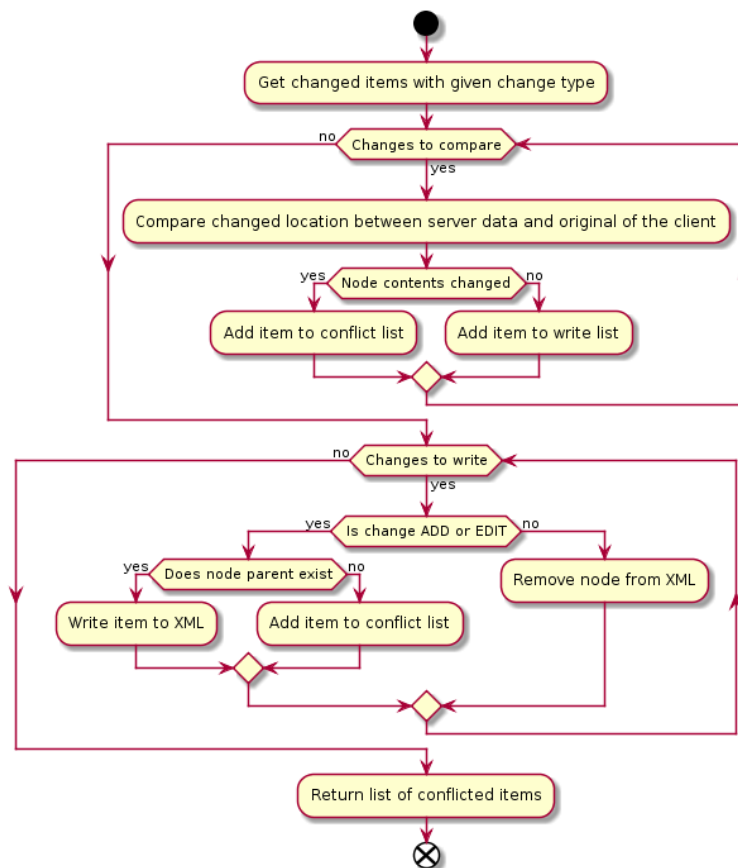 Get changed items with given change type
no
Changes to compare
yes
Compare changed location between server data and original of the client
yes
Node contents changed
no
Add item to conflict list
Add item to write list
no
Changes to write
yes
yes
Is change ADD or EDIT
no
yes
Does node parent exist
no
Remove node from XML
Write item to XML
Add item to conflict list
Return list of conflicted items